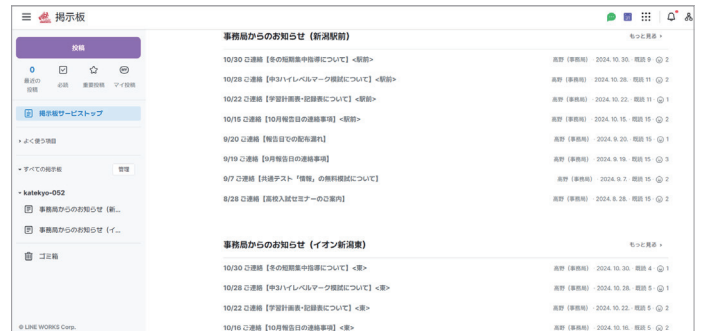 掲示板
投稿
0
最近の投稿
必読
重要投稿
マイ投稿
掲示板サービストップ
よく使う項目
すべての掲示板 管理
katekyo-052
事務局からのお知らせ（新...
事務局からのお知らせ（イ...
ゴミ箱
© LINE WORKS Corp.
事務局からのお知らせ（新潟駅前） もっと見る
10/30 ご連絡【冬の短期集中指導について】<駅前> 高野（事務局） · 2024. 10. 30. · 既読 9 · 2
10/28 ご連絡【中3ハイレベルマーク模試について】<駅前> 高野（事務局） · 2024. 10. 28. · 既読 11 · 2
10/22 ご連絡【学習計画表・記録表について】<駅前> 高野（事務局） · 2024. 10. 22. · 既読 11 · 1
10/15 ご連絡【10月報告日の連絡事項】<駅前> 高野（事務局） · 2024. 10. 15. · 既読 15 · 2
9/20 ご連絡【報告日での配布漏れ】 高野（事務局） · 2024. 9. 20. · 既読 15 · 1
9/19 ご連絡【9月報告日の連絡事項】 高野（事務局） · 2024. 9. 19. · 既読 15 · 3
9/7 ご連絡【共通テスト「情報」の無料模試について】 高野（事務局） · 2024. 9. 7. · 既読 15 · 2
8/28 ご連絡【高校入試セミナーのご案内】 高野（事務局） · 2024. 8. 28. · 既読 15 · 2
事務局からのお知らせ（イオン新潟東） もっと見る
10/30 ご連絡【冬の短期集中指導について】<東> 高野（事務局） · 2024. 10. 30. · 既読 4 · 1
10/28 ご連絡【中3ハイレベルマーク模試について】<東> 高野（事務局） · 2024. 10. 28. · 既読 5 · 1
10/22 ご連絡【学習計画表・記録表について】<東> 高野（事務局） · 2024. 10. 22. · 既読 5 · 2
10/16 ご連絡【10月報告日の連絡事項】<東> 高野（事務局） · 2024. 10. 16. · 既読 5 · 2